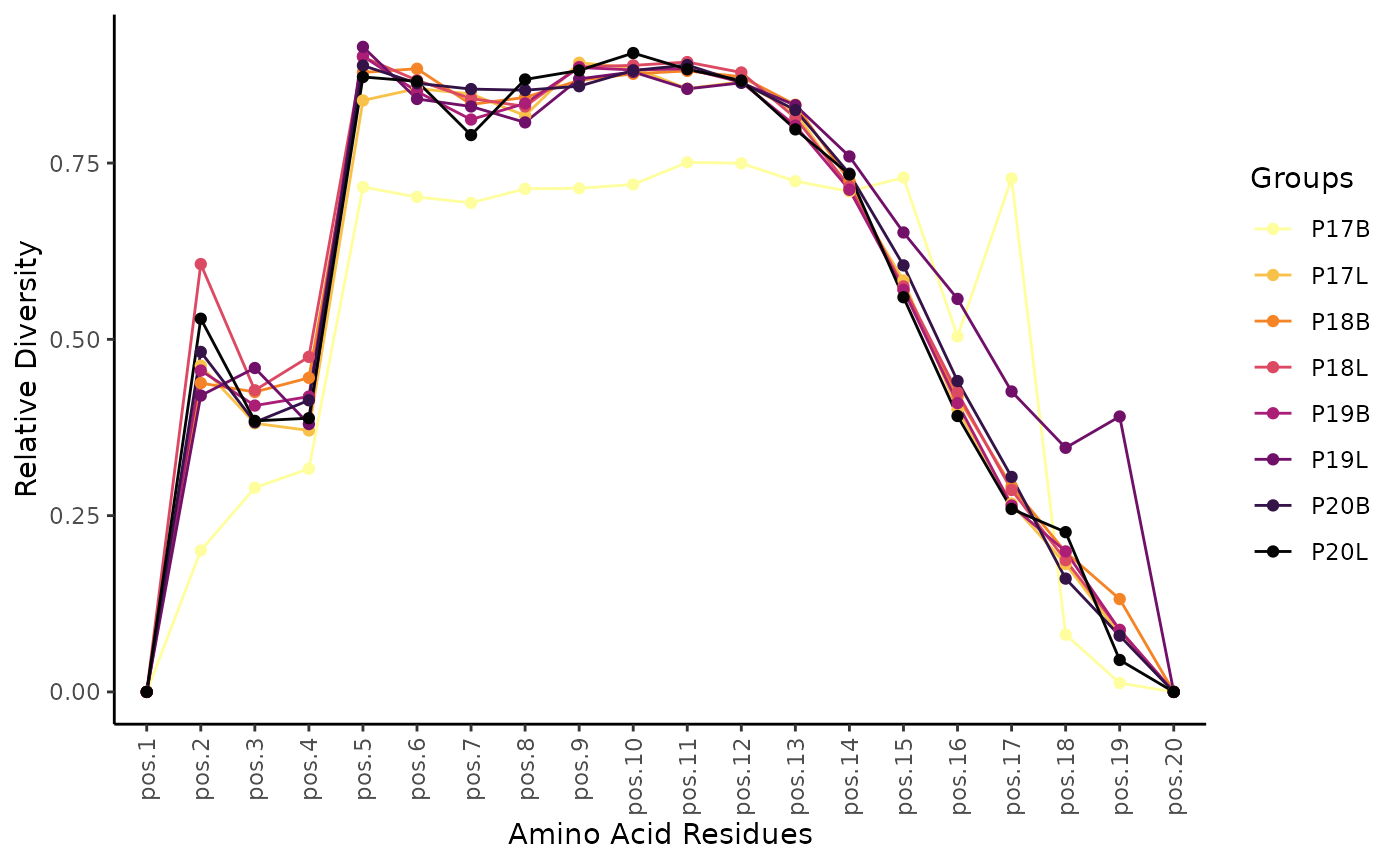 Relative Diversity
0.75
0.50
0.25
0.00
pos.1
pos.2
pos.3
pos.4
pos.5
pos.6
pos.7
pos.8
pos.9
pos.10
pos.11
pos.12
pos.13
pos.14
pos.15
pos.16
pos.17
pos.18
pos.19
pos.20
Amino Acid Residues
Groups
P17B
P17L
P18B
P18L
P19B
P19L
P20B
P20L